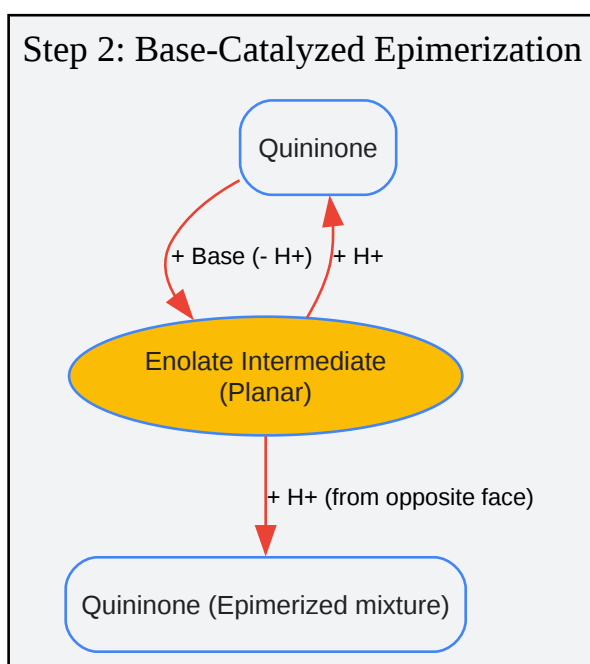 Step 2: Base-Catalyzed Epimerization
Quininone
+ Base (- H+)
+ H+
Enolate Intermediate
(Planar)
+ H+ (from opposite face)
Quininone (Epimerized mixture)